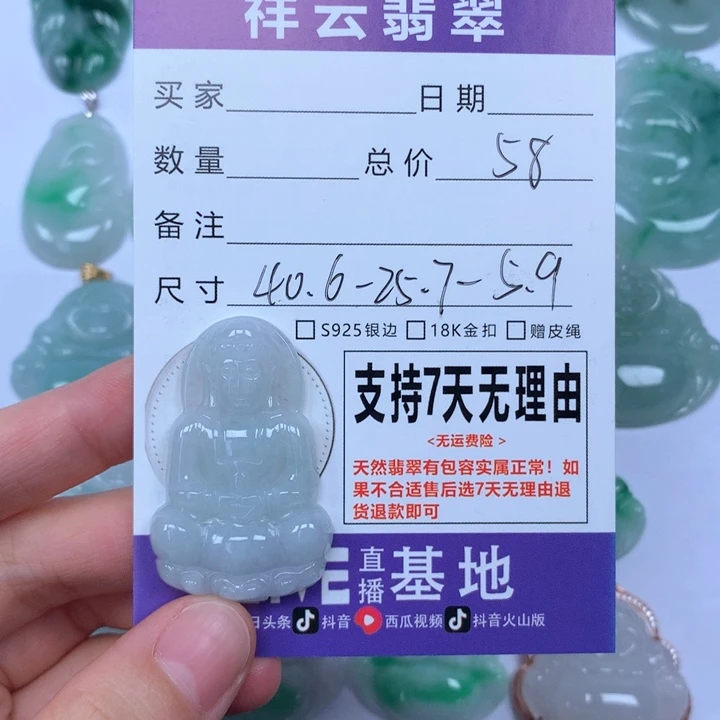 祥云翡翠
买家 日期
数量 总价 58
备注
尺寸 40.6-25.7-5.9
S925银边 18K金扣 赠皮绳
支持7天无理由
<无运费险>
天然翡翠有包容实属正常！如
果不合适售后选7天无理由退
货退款即可
直播基地
日头条 抖音 西瓜视频 抖音火山版